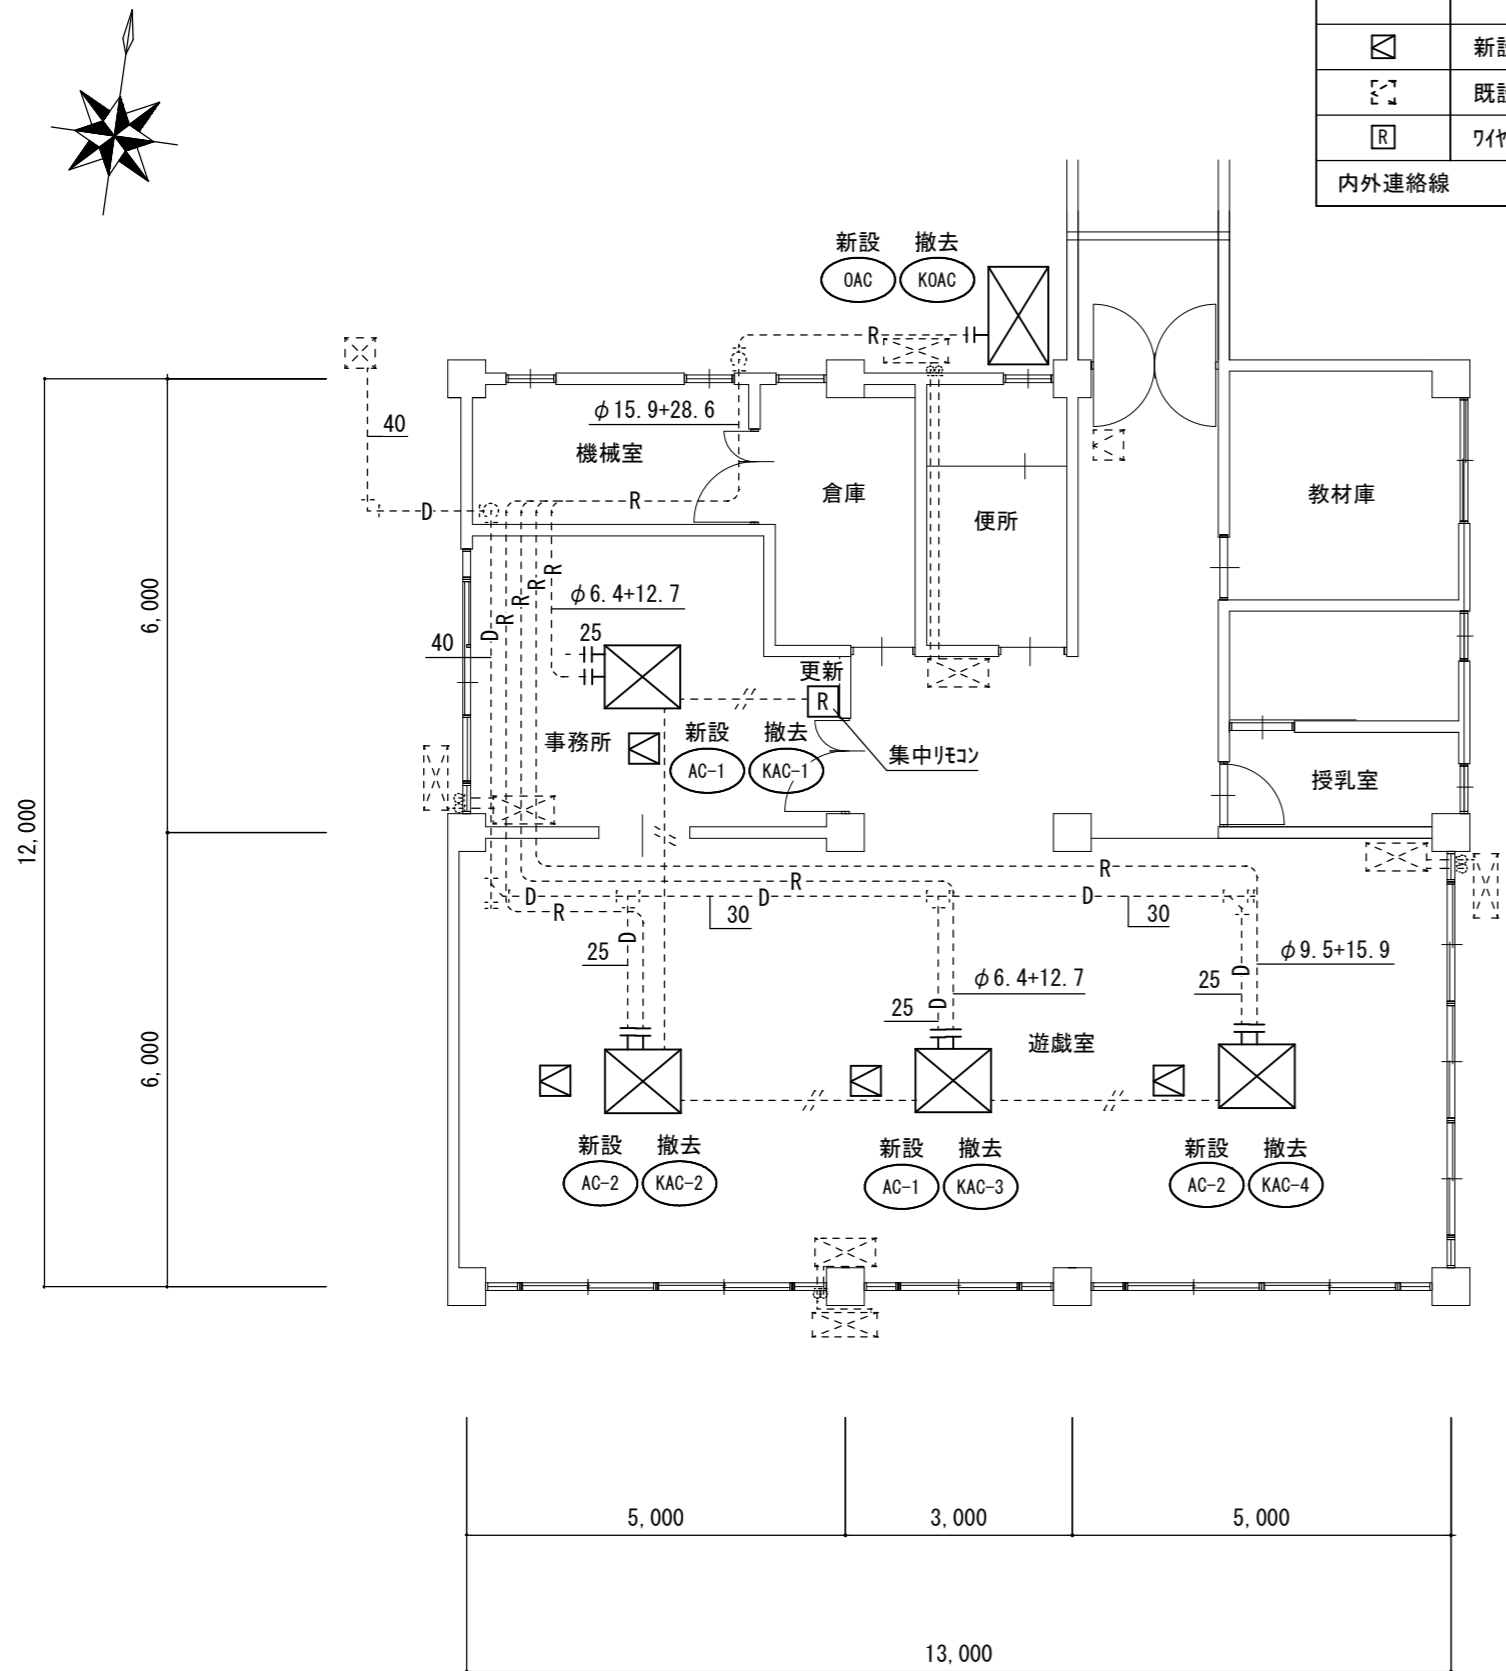 新設
既設
R ワイヤ
内外連絡線
新設 撤去
OAC KOAC
R
40
φ15.9+28.6
機械室
R
D
倉庫
便所
教材庫
R
R
R
R
φ6.4+12.7
D
40
25
更新
R
事務所
新設 撤去
AC-1 KAC-1
集中リモコン
授乳室
6,000
12,000
6,000
R
R
D
D
D
R
30
30
25
D
φ6.4+12.7
25
D
φ9.5+15.9
25
D
遊戯室
新設 撤去
AC-2 KAC-2
新設 撤去
AC-1 KAC-3
新設 撤去
AC-2 KAC-4
5,000
3,000
5,000
13,000